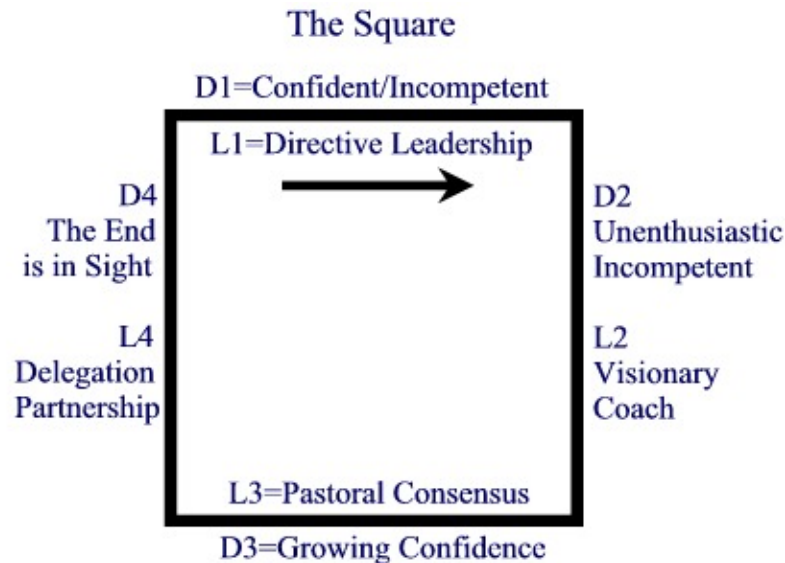 The Square
D1=Confident/Incompetent
L1=Directive Leadership
D4
The End
is in Sight
D2
Unenthusiastic
Incompetent
L4
Delegation
Partnership
L2
Visionary
Coach
L3=Pastoral Consensus
D3=Growing Confidence